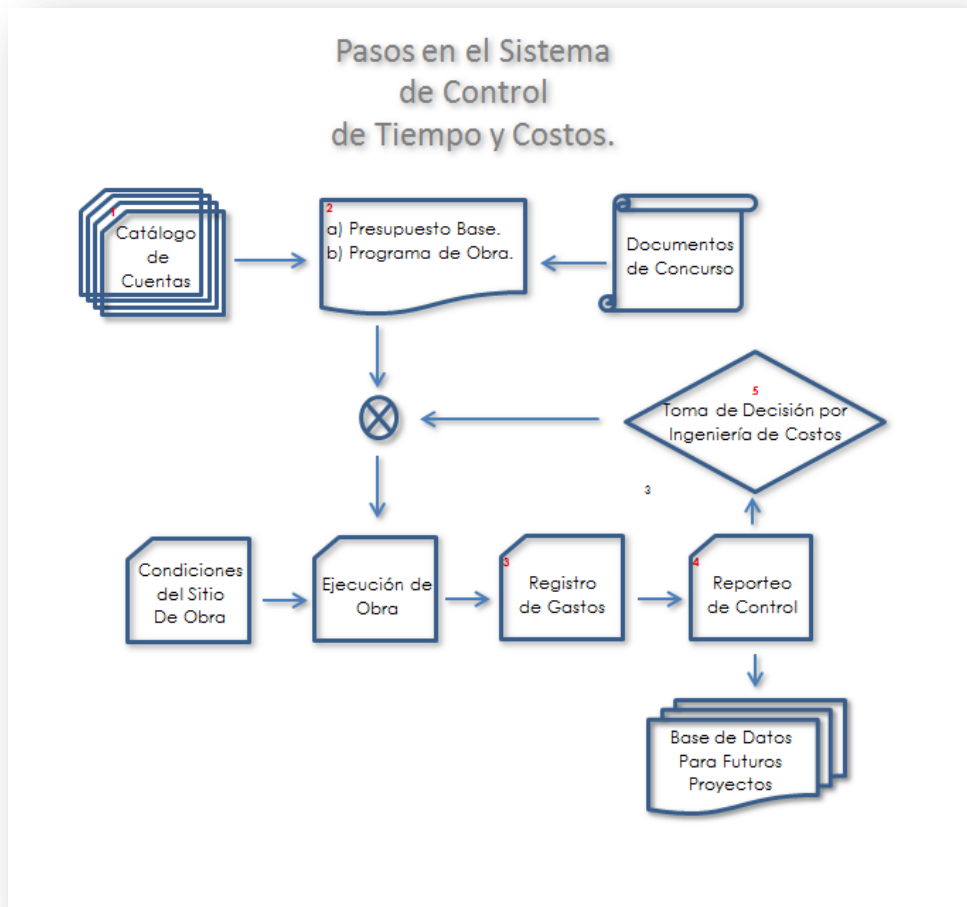 Pasos en el Sistema
de Control
de Tiempo y Costos.
1
Catálogo
de
Cuentas
2
a) Presupuesto Base.
b) Programa de Obra.
Documentos
de Concurso
5
Toma de Decisión por
Ingeniería de Costos
3
Condiciones
del Sitio
De Obra
Ejecución de
Obra
3
Registro
de Gastos
4
Reporteo
de Control
Base de Datos
Para Futuros
Proyectos